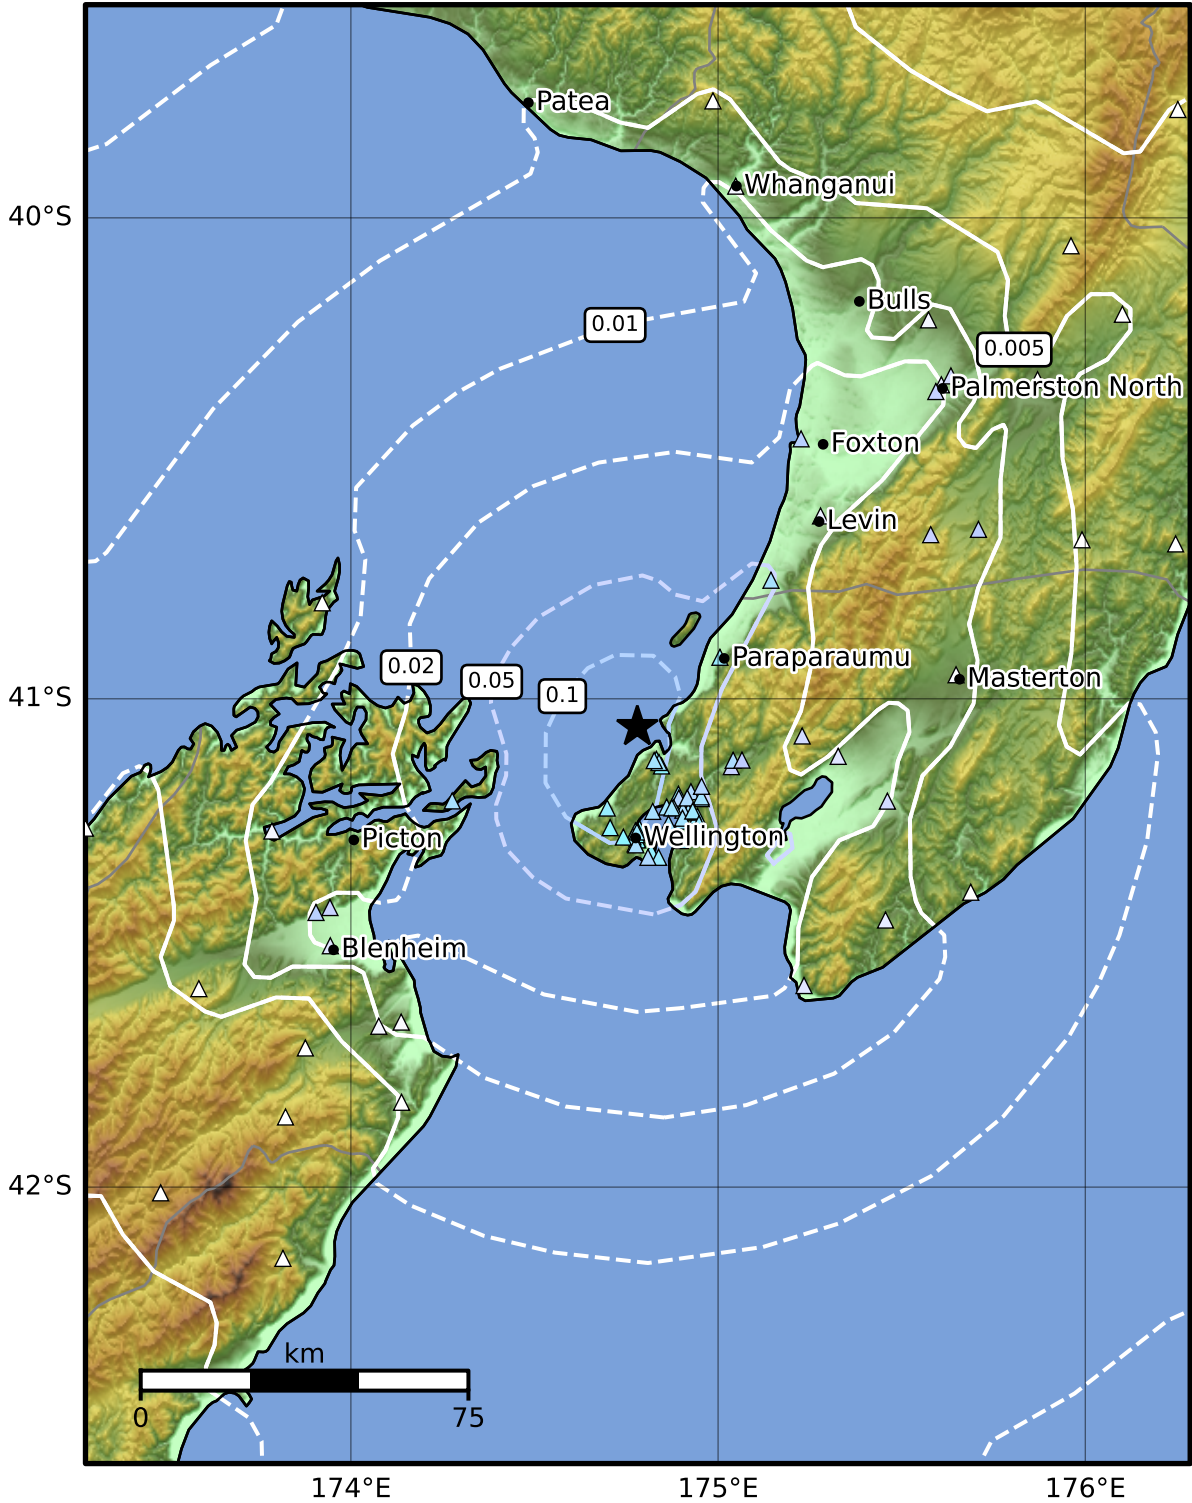 Patea
Whanganui
40°S
Bulls
0.01
0.005
Palmerston North
Foxton
Levin
Paraparaumu
0.02
0.05
0.1
Masterton
41°S
Picton
Wellington
Blenheim
42°S
km
0
75
174°E
175°E
176°E